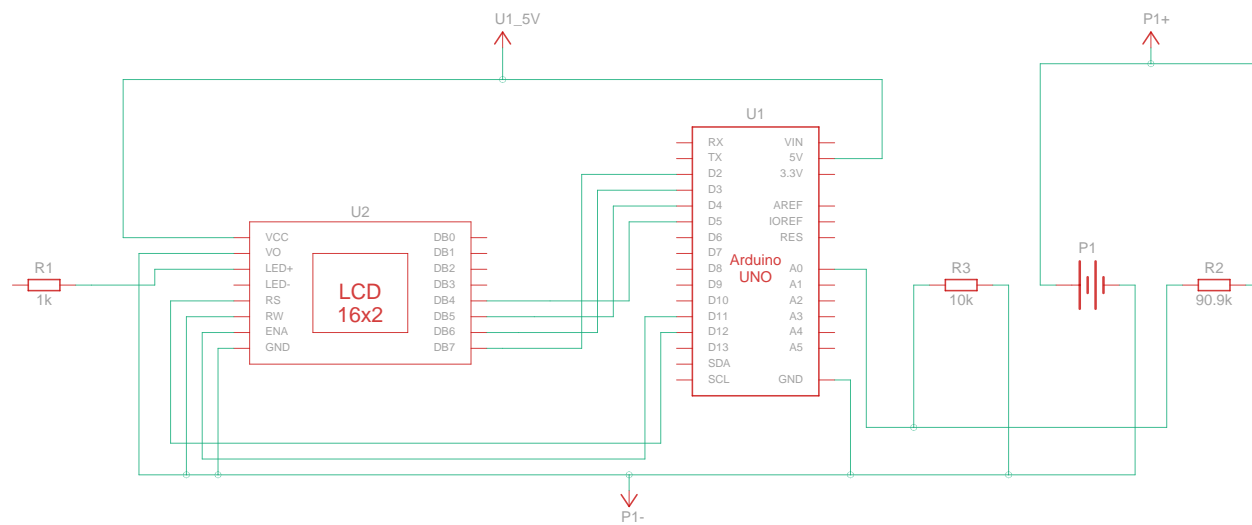 U1_5V
P1+
U1
RX
TX
D2
D3
D4
D5
D6
D7
D8
D9
D10
D11
D12
D13
SDA
SCL
VIN
5V
3.3V
AREF
IOREF
RES
A0
A1
A2
A3
A4
A5
GND
Arduino
UNO
U2
VCC
VO
LED+
LED-
RS
RW
ENA
GND
DB0
DB1
DB2
DB3
DB4
DB5
DB6
DB7
LCD
16x2
R1
1k
R3
10k
P1
R2
90.9k
P1-